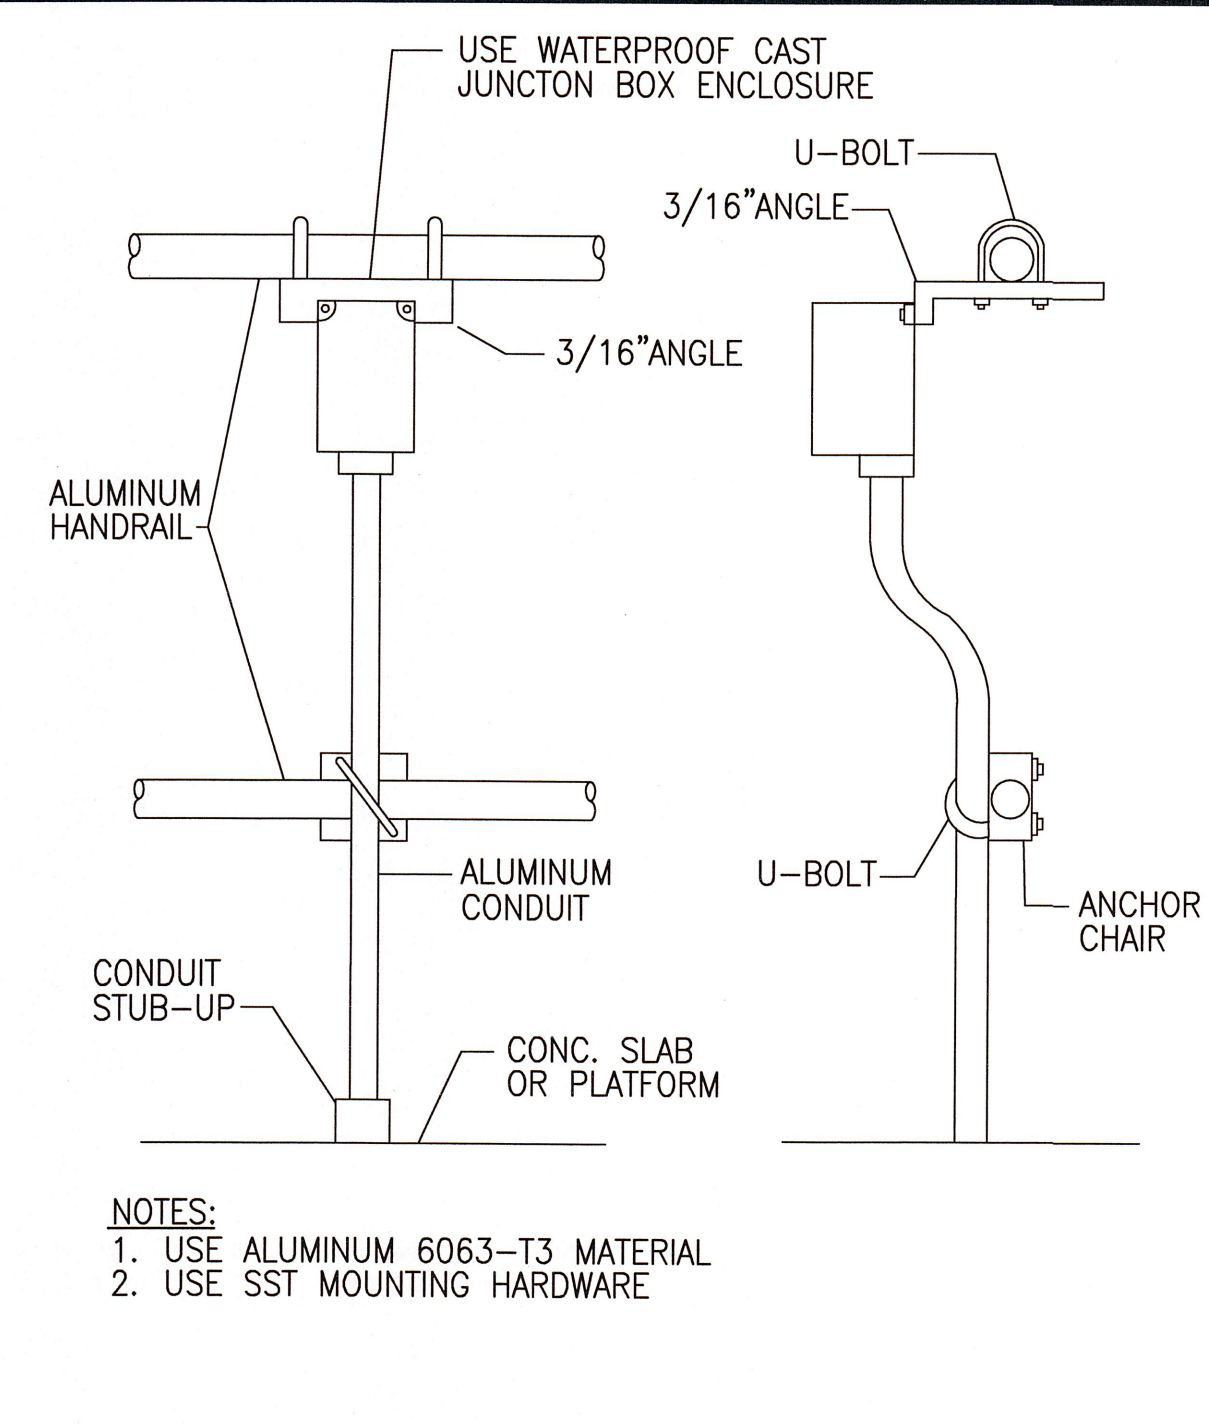 USE WATERPROOF CAST
JUNCTON BOX ENCLOSURE
U-BOLT
3/16"ANGLE
3/16"ANGLE
ALUMINUM
HANDRAIL
ALUMINUM
CONDUIT
U-BOLT
ANCHOR
CHAIR
CONDUIT
STUB-UP
CONC. SLAB
OR PLATFORM
NOTES:
1. USE ALUMINUM 6063-T3 MATERIAL
2. USE SST MOUNTING HARDWARE